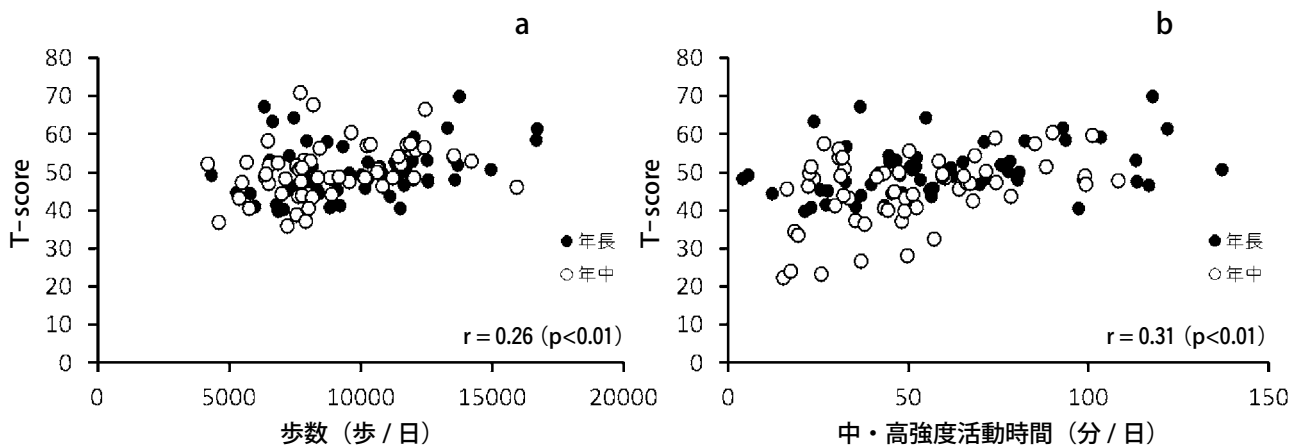 a
80
70
60
50
40
30
20
10
0
T-score
年長
年中
r = 0.26 (p<0.01)
0 5000 10000 15000 20000
歩数（歩 / 日）
b
80
70
60
50
40
30
20
10
0
T-score
年長
年中
r = 0.31 (p<0.01)
0 50 100 150
中・高強度活動時間（分 / 日）